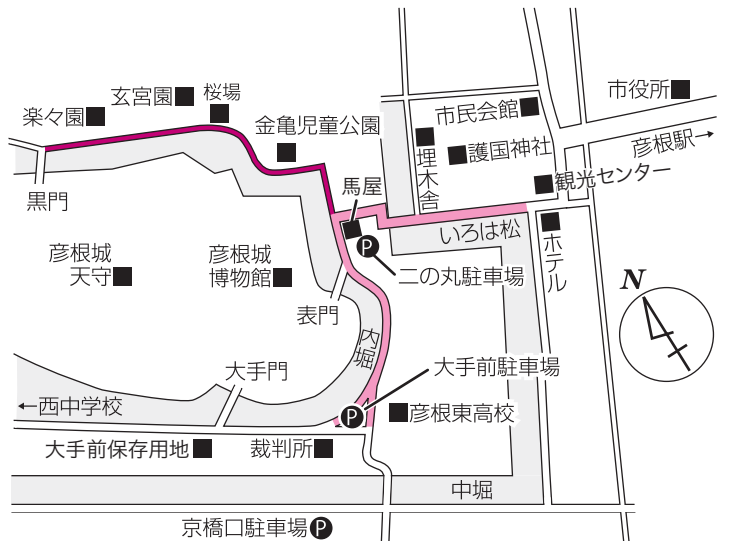 市役所
玄宮園
桜場
楽々園
市民会館
金亀児童公園
彦根駅→
埋木舎
護国神社
観光センター
馬屋
黒門
いろは松
ホテル
彦根城
天守
彦根城
博物館
二の丸駐車場
N
表門
内堀
大手門
大手前駐車場
←西中学校
P
P
彦根東高校
大手前保存用地
裁判所
中堀
京橋口駐車場P